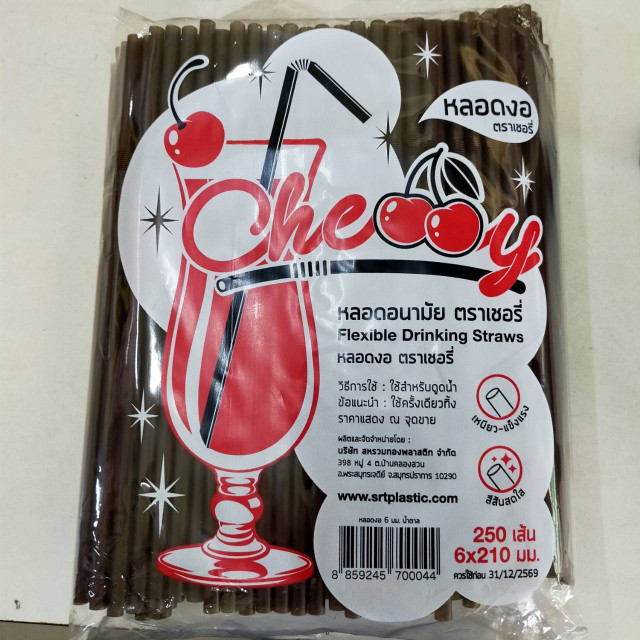 หลอดงอ
ตราเชอรี่
Cherry
หลอดอนามัย ตราเชอรี่
Flexible Drinking Straws
หลอดงอ ตราเชอรี่
วิธีการใช้ : ใช้สำหรับดูดน้ำ
ข้อแนะนำ : ใช้ครั้งเดียวทิ้ง
ราคาแสดง ณ จุดขาย
เหนียว-แข็งแรง
ผลิตและจัดจำหน่ายโดย :
บริษัท สหรวมทองพลาสติก จำกัด
398 หมู่ 4 ต.บ้านคลองสวน
อ.พระสมุทรเจดีย์ จ.สมุทรปราการ 10290
สีสันสดใส
www.srtplastic.com
หลอดงอ 6 มม. น้ำตาล
8 859245 700044
250 เส้น
6x210 มม.
ควรใช้ก่อน 31/12/2569